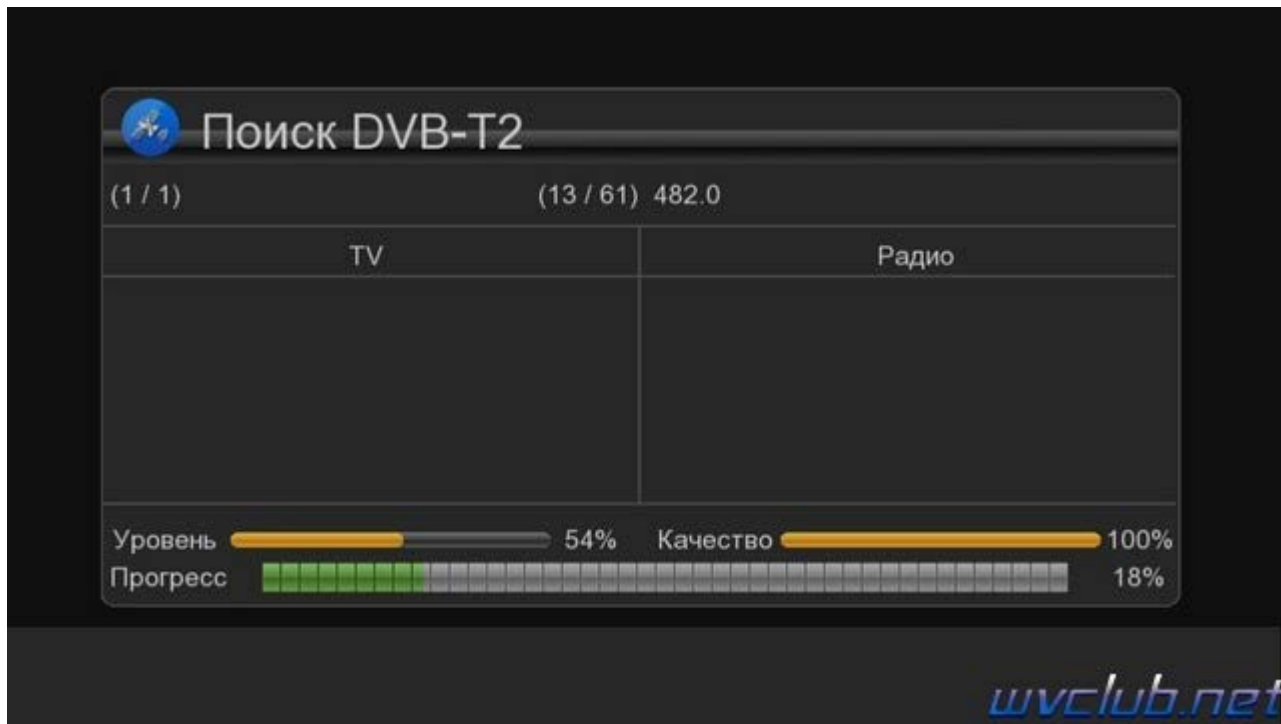 Поиск DVB-T2
(1 / 1) (13 / 61) 482.0
TV Радио
Уровень 54% Качество 100%
Прогресс 18%
wvclub.net